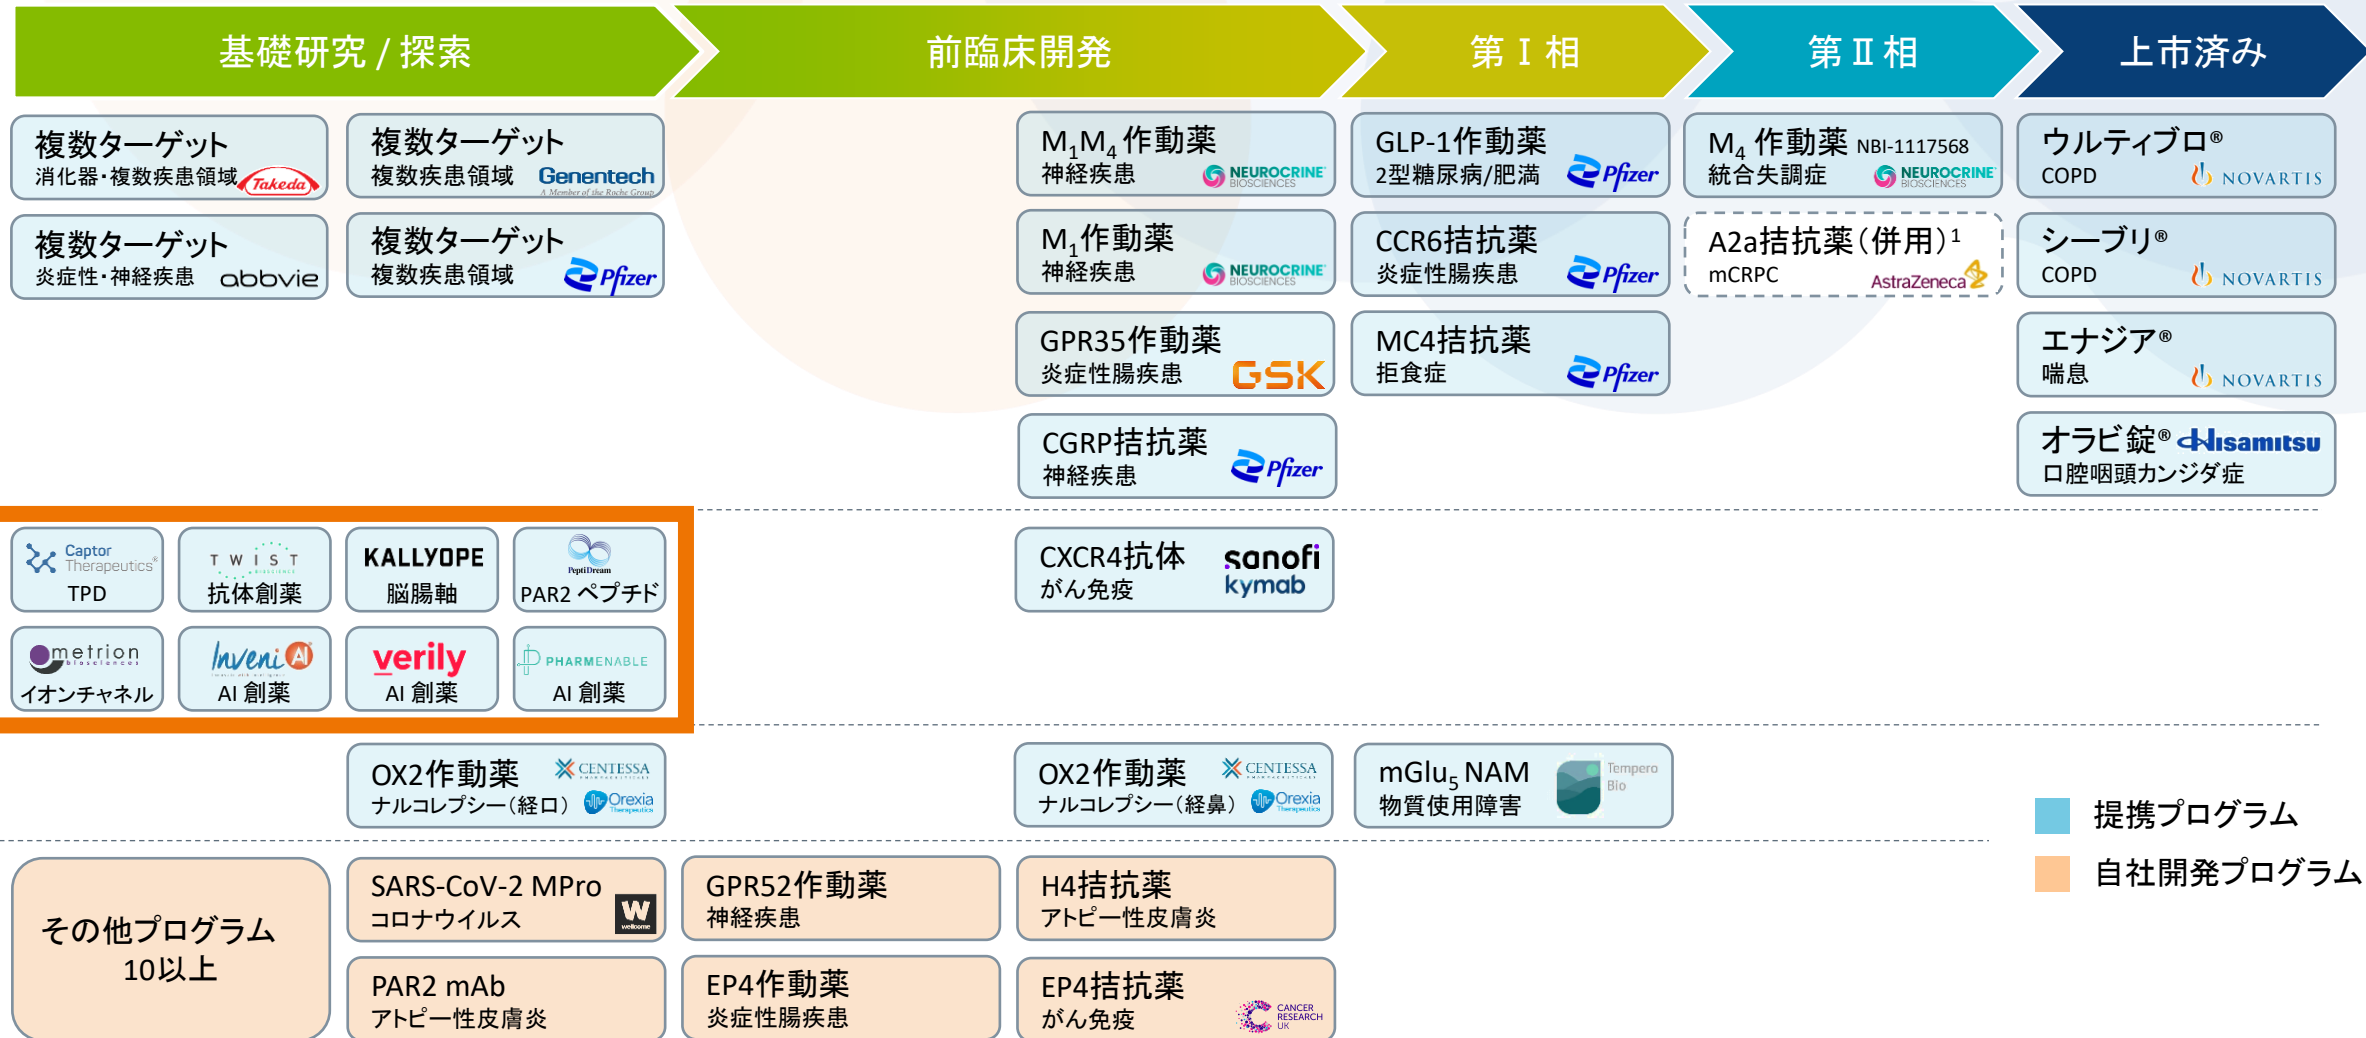 基礎研究 / 探索
前臨床開発
第Ⅰ相
第Ⅱ相
上市済み
複数ターゲット
消化器・複数疾患領域
Takeda
複数ターゲット
複数疾患領域
Genentech
A Member of the Roche Group
M1M4 作動薬
神経疾患
NEUROCRINE
BIOSCIENCES
GLP-1作動薬
2型糖尿病/肥満
Pfizer
M4 作動薬 NBI-1117568
統合失調症
NEUROCRINE
BIOSCIENCES
ウルティブロ®
COPD
NOVARTIS
複数ターゲット
炎症性・神経疾患
abbvie
複数ターゲット
複数疾患領域
Pfizer
M1作動薬
神経疾患
NEUROCRINE
BIOSCIENCES
CCR6拮抗薬
炎症性腸疾患
Pfizer
A2a拮抗薬（併用）1
mCRPC
AstraZeneca
シーブリ®
COPD
NOVARTIS
GPR35作動薬
炎症性腸疾患
GSK
MC4拮抗薬
拒食症
Pfizer
エナジア®
喘息
NOVARTIS
CGRP拮抗薬
神経疾患
Pfizer
オラビ錠®
Hisamitsu
口腔咽頭カンジダ症
Captor
Therapeutics®
TPD
TWIST
BIOSCIENCE
抗体創薬
KALLYOPE
脳腸軸
PeptiDream
PAR2 ペプチド
CXCR4抗体
がん免疫
sanofi
kymab
metrion
biosciences
イオンチャネル
InveniAI
AI 創薬
verily
AI 創薬
PHARMENABLE
AI 創薬
OX2作動薬
ナルコレプシー（経口）
CENTESSA
PHARMACEUTICALS
Orexia
Therapeutics
OX2作動薬
ナルコレプシー（経鼻）
CENTESSA
PHARMACEUTICALS
Orexia
Therapeutics
mGlu5 NAM
物質使用障害
Tempero
Bio
提携プログラム
自社開発プログラム
その他プログラム
10以上
SARS-CoV-2 MPro
コロナウイルス
W
wellcome
GPR52作動薬
神経疾患
H4拮抗薬
アトピー性皮膚炎
PAR2 mAb
アトピー性皮膚炎
EP4作動薬
炎症性腸疾患
EP4拮抗薬
がん免疫
CANCER
RESEARCH
UK